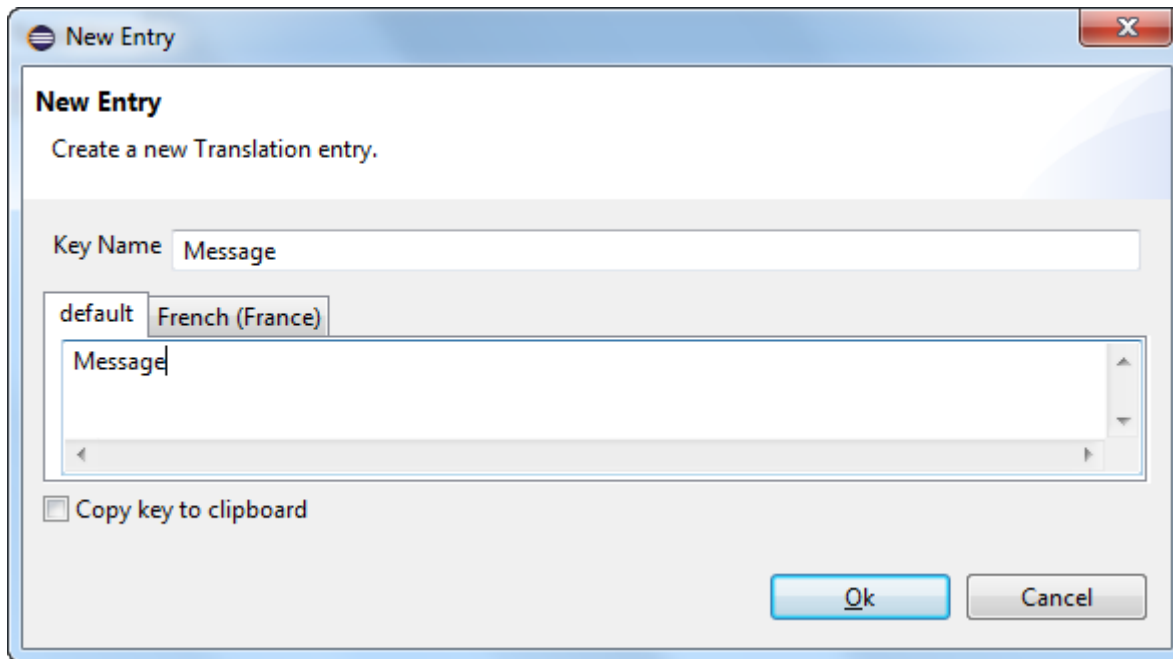 New Entry
New Entry
Create a new Translation entry.
Key Name Message
default French (France)
Message
Copy key to clipboard
Ok Cancel